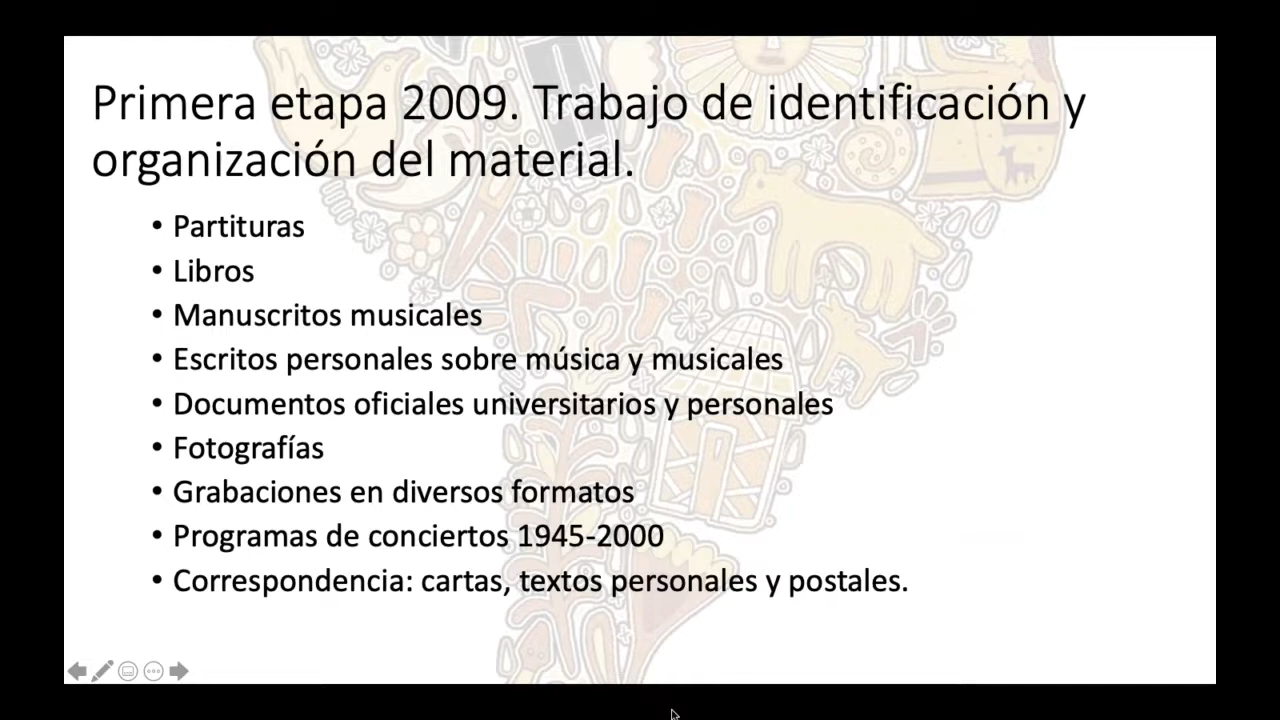 Primera etapa 2009. Trabajo de identificación y
organización del material.
• Partituras
• Libros
• Manuscritos musicales
• Escritos personales sobre música y musicales
• Documentos oficiales universitarios y personales
• Fotografías
• Grabaciones en diversos formatos
• Programas de conciertos 1945-2000
• Correspondencia: cartas, textos personales y postales.